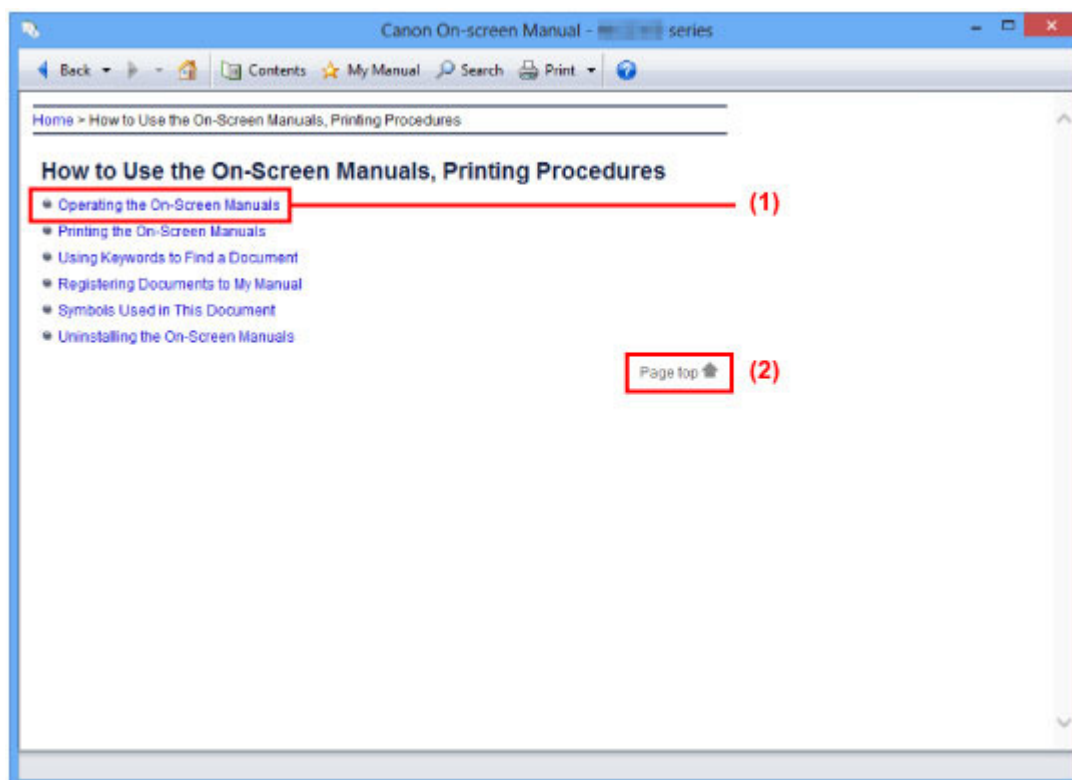 Canon On-screen Manual - series
Back Contents My Manual Search Print
Home > How to Use the On-Screen Manuals, Printing Procedures
How to Use the On-Screen Manuals, Printing Procedures
Operating the On-Screen Manuals (1)
Printing the On-Screen Manuals
Using Keywords to Find a Document
Registering Documents to My Manual
Symbols Used in This Document
Uninstalling the On-Screen Manuals
Page top (2)